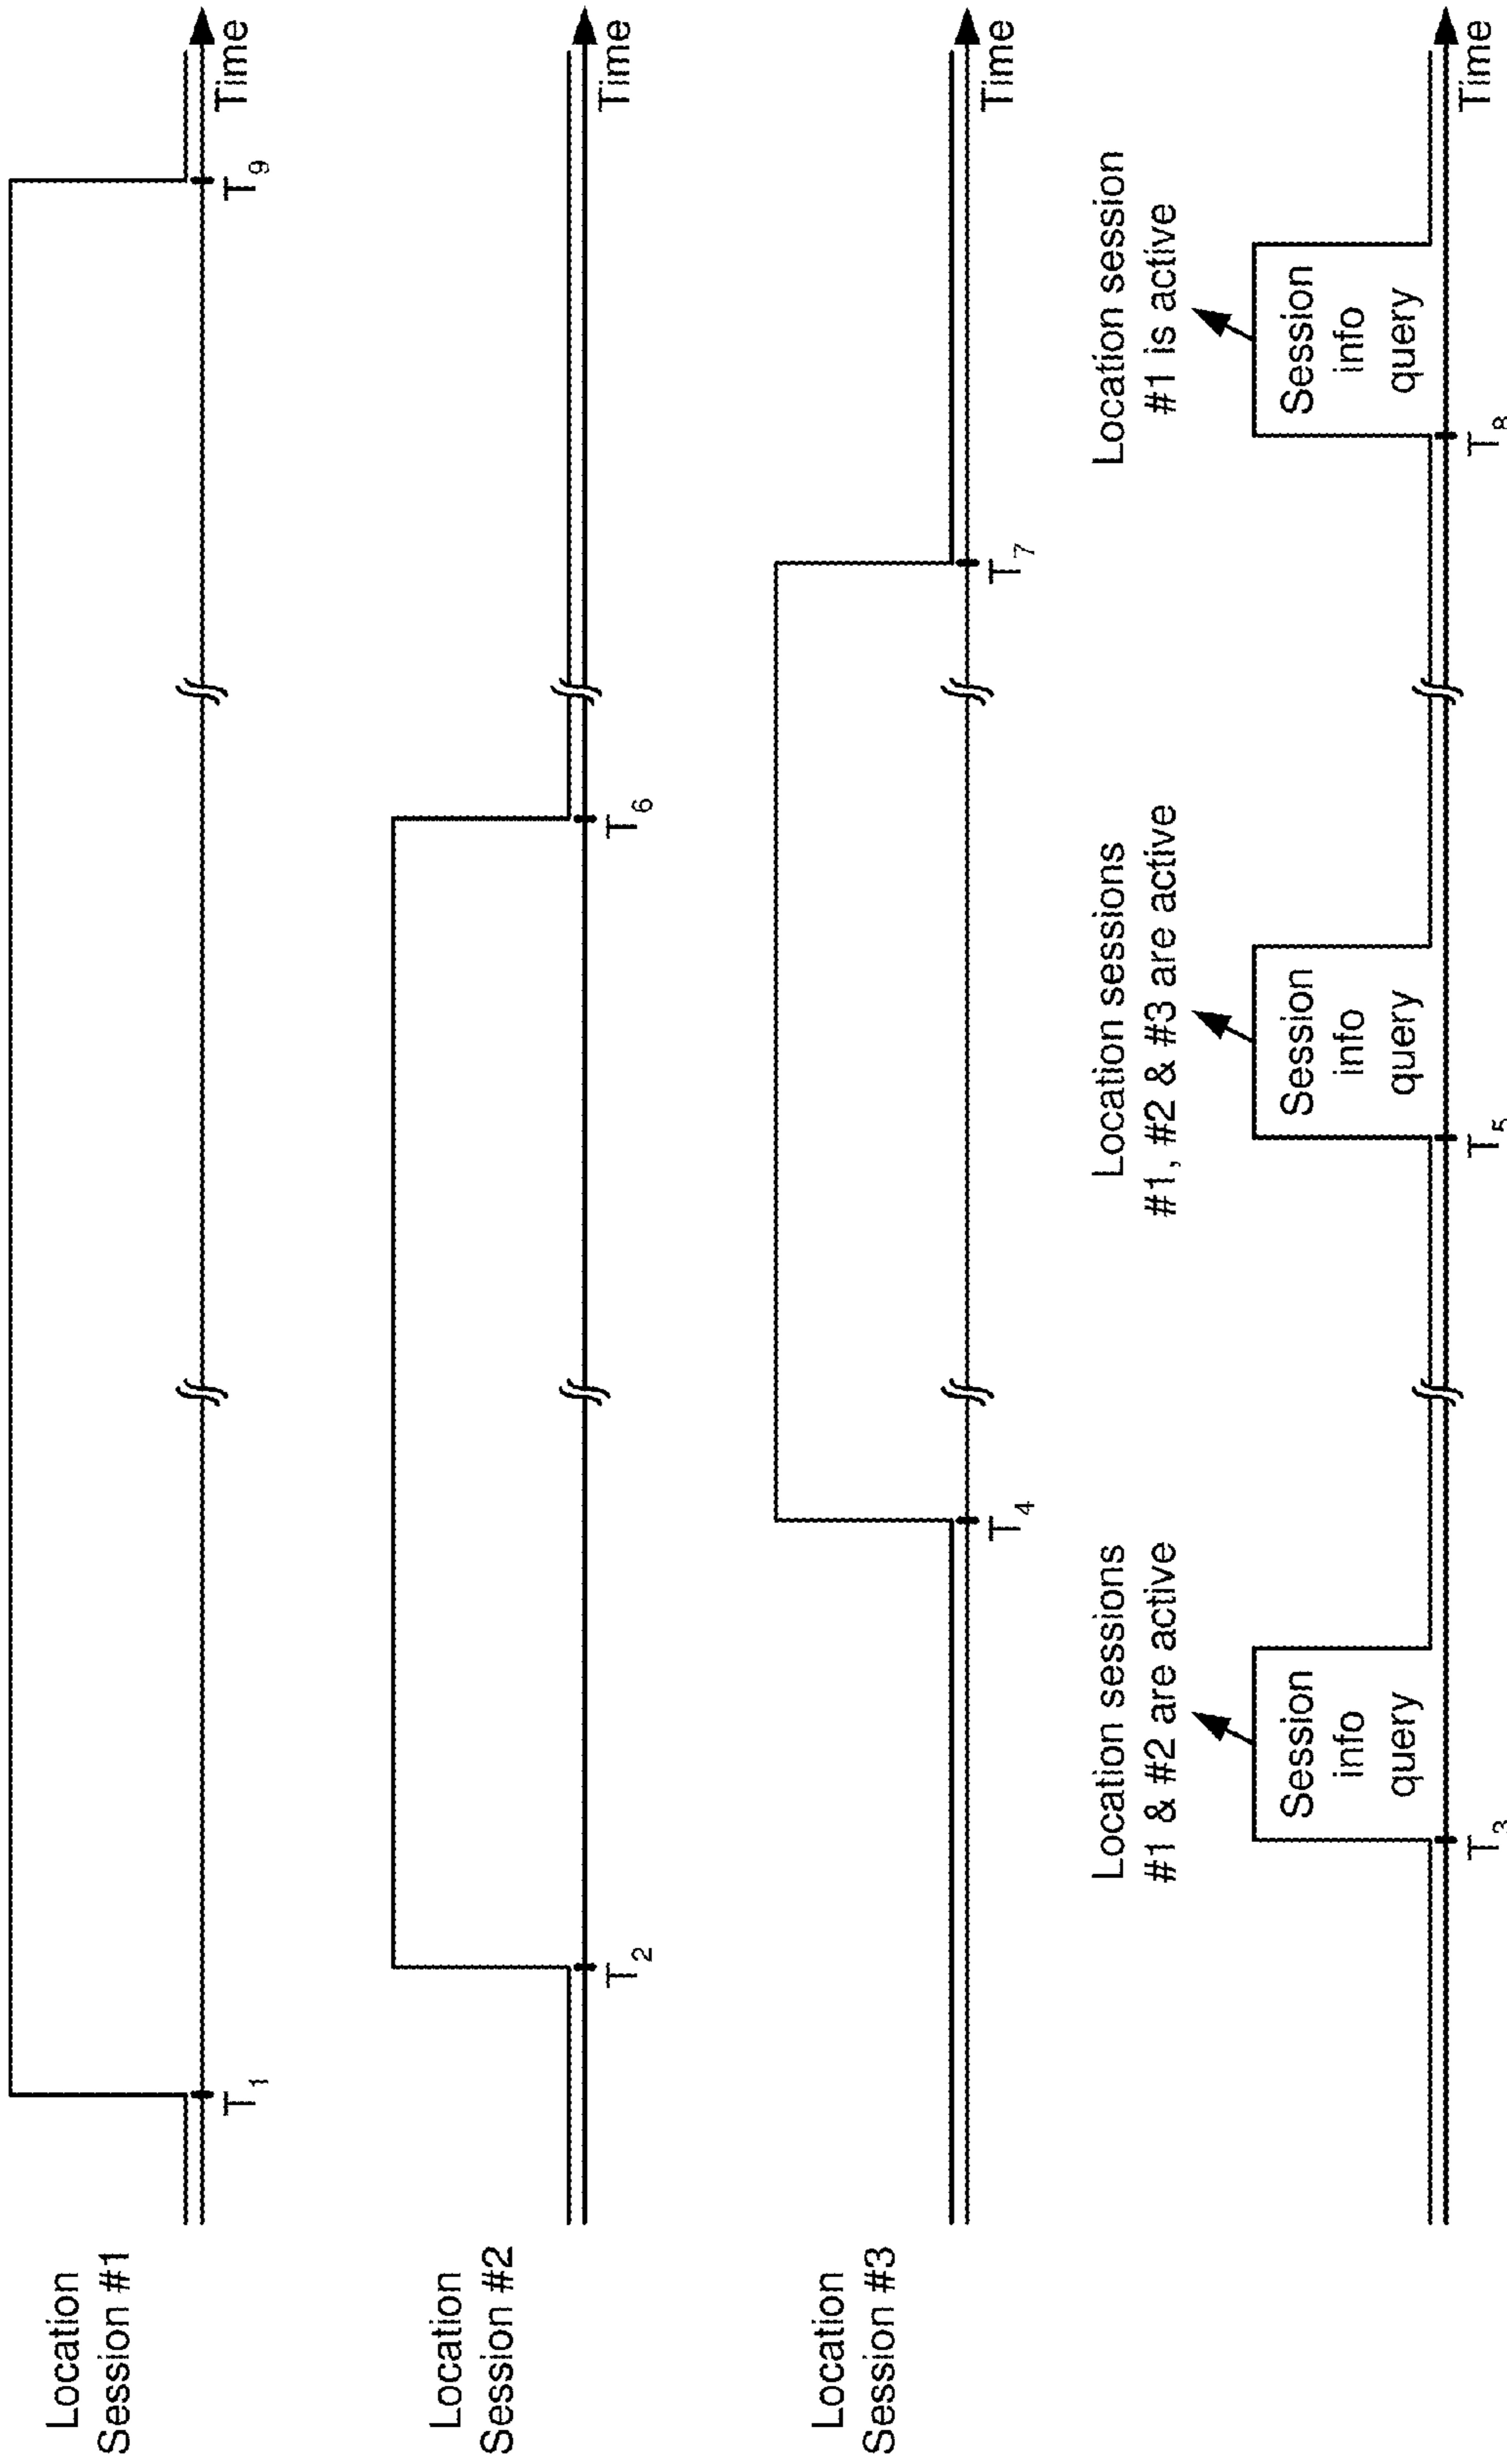 Location
Session #1
T1
T9
Time
Location
Session #2
T2
T6
Time
Location
Session #3
T4
T7
Time
Location sessions
#1 & #2 are active
Location sessions
#1, #2 & #3 are active
Location session
#1 is active
Session
info
query
Session
info
query
Session
info
query
T3
T5
T8
Time